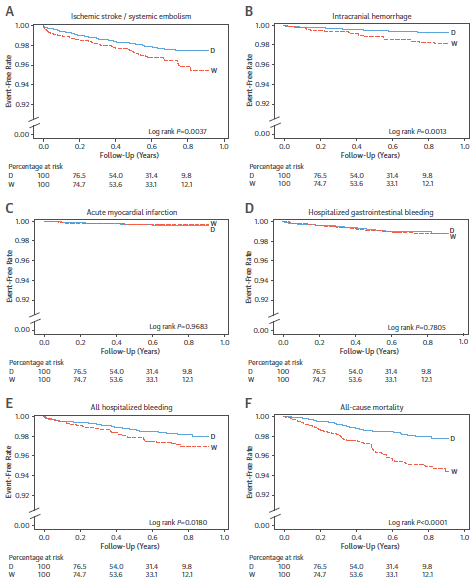 A
Ischemic stroke / systemic embolism
Event-Free Rate
1.00
0.98
0.96
0.94
0.92
0.00
D
W
Log rank P=0.0037
0.0 0.2 0.4 0.6 0.8 1.0
Follow-Up (Years)
Percentage at risk
D 100 76.5 54.0 31.4 9.8
W 100 74.7 53.6 33.1 12.1
B
Intracranial hemorrhage
Event-Free Rate
1.00
0.98
0.96
0.94
0.92
0.00
D
W
Log rank P=0.0013
0.0 0.2 0.4 0.6 0.8 1.0
Follow-Up (Years)
Percentage at risk
D 100 76.5 54.0 31.4 9.8
W 100 74.7 53.6 33.1 12.1
C
Acute myocardial infarction
Event-Free Rate
1.00
0.98
0.96
0.94
0.92
0.00
W
D
Log rank P=0.9683
0.0 0.2 0.4 0.6 0.8 1.0
Follow-Up (Years)
Percentage at risk
D 100 76.5 54.0 31.4 9.8
W 100 74.7 53.6 33.1 12.1
D
Hospitalized gastrointestinal bleeding
Event-Free Rate
1.00
0.98
0.96
0.94
0.92
0.00
D
W
Log rank P=0.7805
0.0 0.2 0.4 0.6 0.8 1.0
Follow-Up (Years)
Percentage at risk
D 100 76.5 54.0 31.4 9.8
W 100 74.7 53.6 33.1 12.1
E
All hospitalized bleeding
Event-Free Rate
1.00
0.98
0.96
0.94
0.92
0.00
D
W
Log rank P=0.0180
0.0 0.2 0.4 0.6 0.8 1.0
Follow-Up (Years)
Percentage at risk
D 100 76.5 54.0 31.4 9.8
W 100 74.7 53.6 33.1 12.1
F
All-cause mortality
Event-Free Rate
1.00
0.98
0.96
0.94
0.92
0.00
D
W
Log rank P<0.0001
0.0 0.2 0.4 0.6 0.8 1.0
Follow-Up (Years)
Percentage at risk
D 100 76.5 54.0 31.4 9.8
W 100 74.7 53.6 33.1 12.1